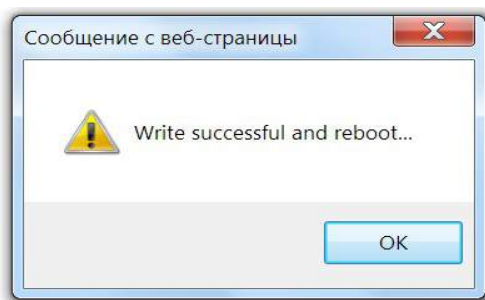 Сообщение с веб-страницы
Write successful and reboot...
OK